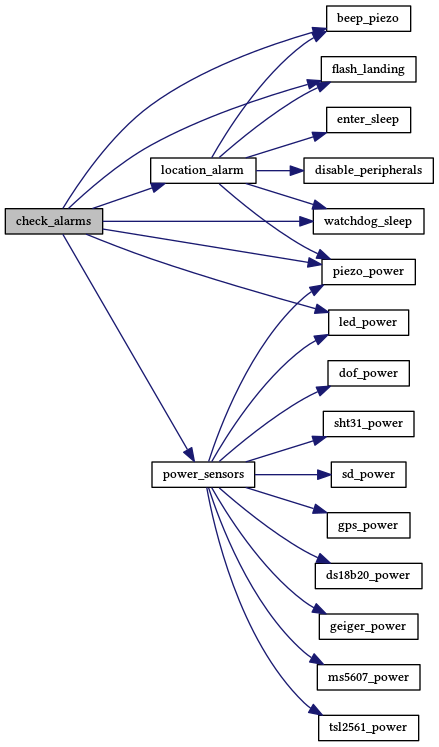 beep_piezo
flash_landing
enter_sleep
location_alarm
disable_peripherals
check_alarms
watchdog_sleep
piezo_power
led_power
dof_power
sht31_power
power_sensors
sd_power
gps_power
ds18b20_power
geiger_power
ms5607_power
tsl2561_power